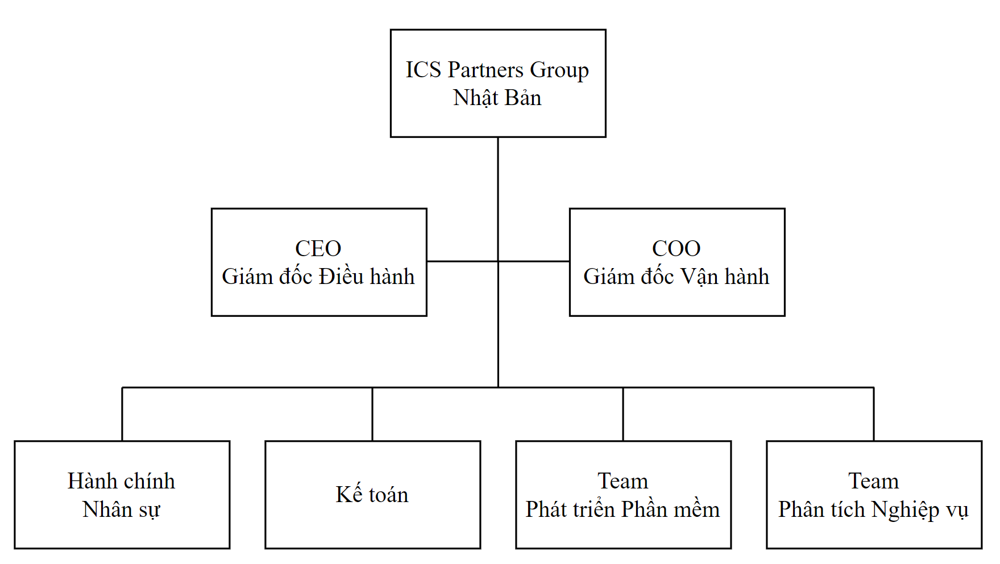 ICS Partners Group
Nhật Bản
CEO
Giám đốc Điều hành
COO
Giám đốc Vận hành
Hành chính
Nhân sự
Kế toán
Team
Phát triển Phần mềm
Team
Phân tích Nghiệp vụ